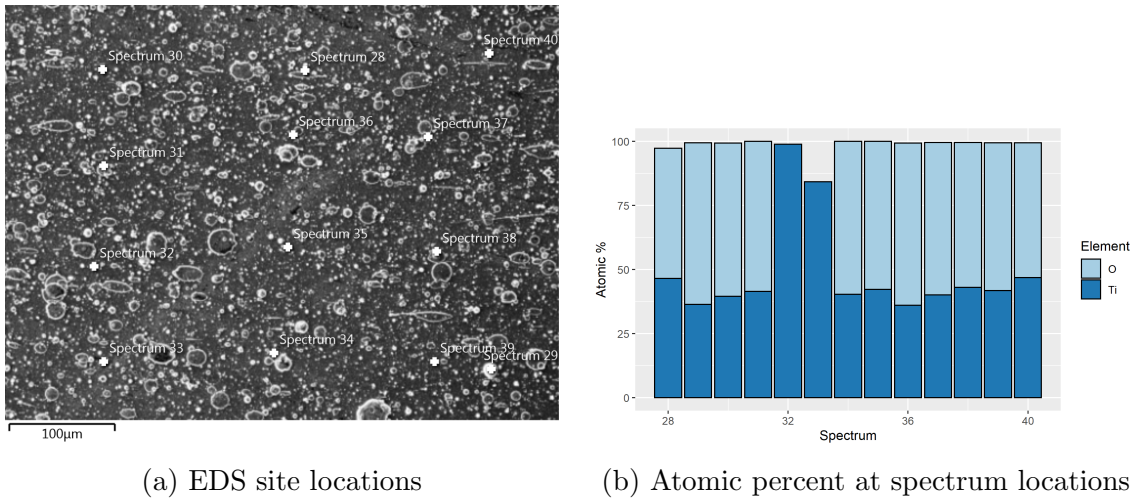 Spectrum 40
Spectrum 30
Spectrum 28
Spectrum 36
Spectrum 37
Spectrum 31
Spectrum 35
Spectrum 38
Spectrum 32
Spectrum 33
Spectrum 34
Spectrum 39
Spectrum 29
100µm
(a) EDS site locations
100
75
50
25
0
Atomic %
28
32
36
40
Spectrum
Element
O
Ti
(b) Atomic percent at spectrum locations